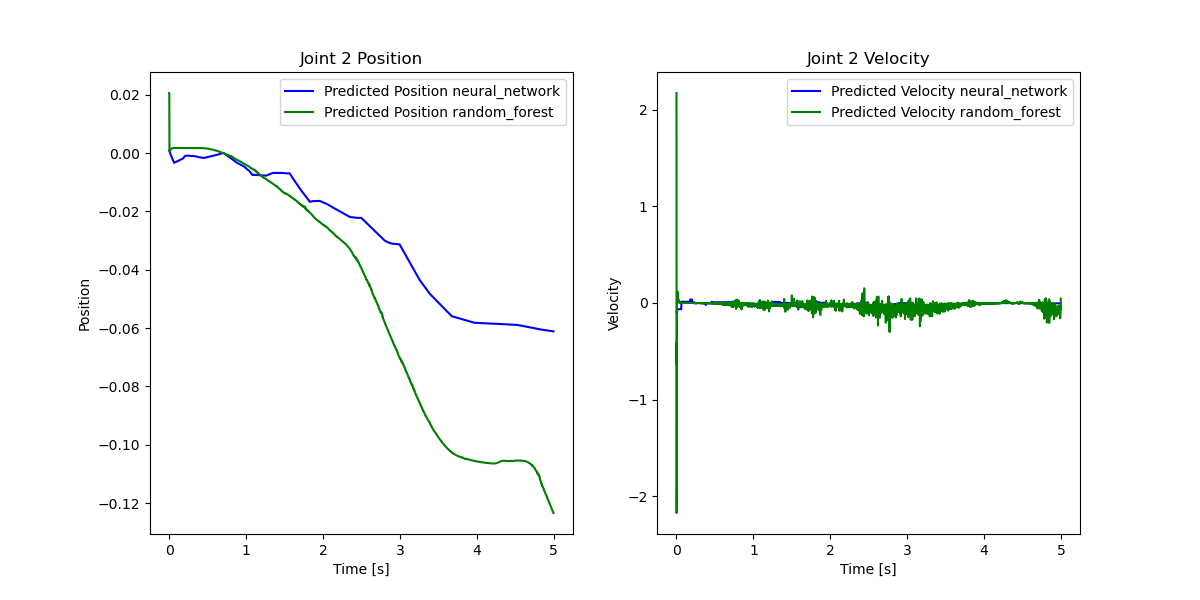 Joint 2 Position
Predicted Position neural_network
Predicted Position random_forest
0.02
0.00
−0.02
−0.04
−0.06
−0.08
−0.10
−0.12
Position
0 1 2 3 4 5
Time [s]
Joint 2 Velocity
Predicted Velocity neural_network
Predicted Velocity random_forest
2
1
0
−1
−2
Velocity
0 1 2 3 4 5
Time [s]